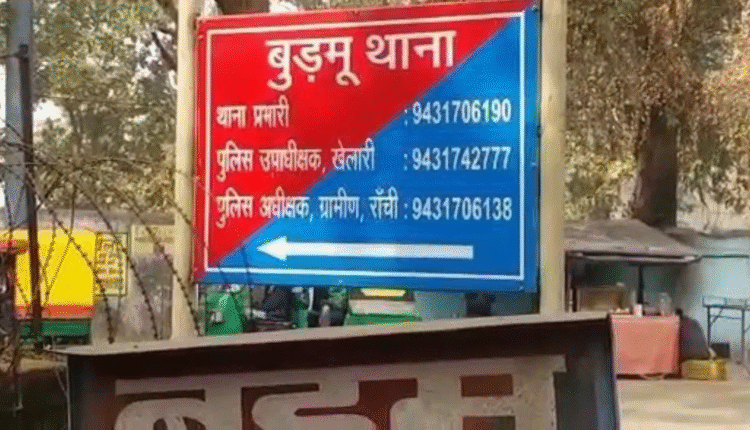 बुड़मू थाना
थाना प्रभारी : 9431706190
पुलिस उपाधीक्षक, खेलारी : 9431742777
पुलिस अधीक्षक, ग्रामीण, राँची : 9431706138
बुड़मू